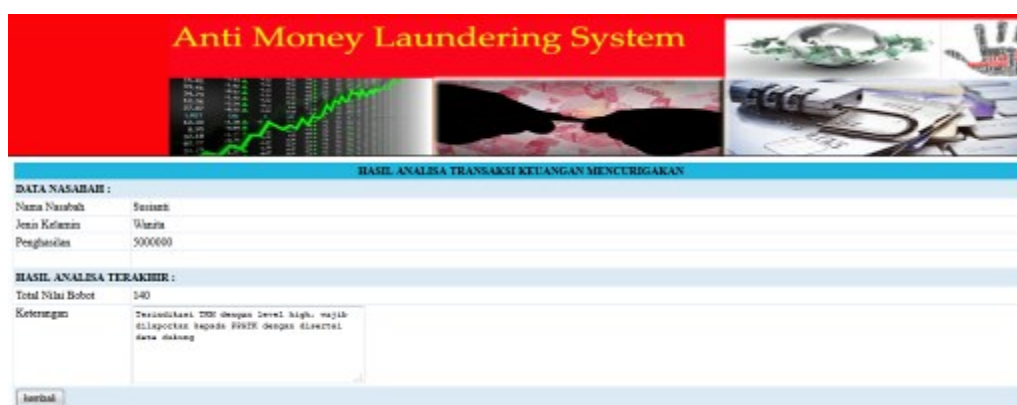 Anti Money Laundering System
HASIL ANALISA TRANSAKSI KEUANGAN MENCURIGAKAN
DATA NASABAH :
Nama Nasabah Susianti
Jenis Kelamin Wanita
Penghasilan 5000000
HASIL ANALISA TERAKHIR :
Total Nilai Bobot 140
Keterangan Terindikasi TKM dengan level high, wajib
dilaporkan kepada PPATK dengan disertai
data dukung
kembali